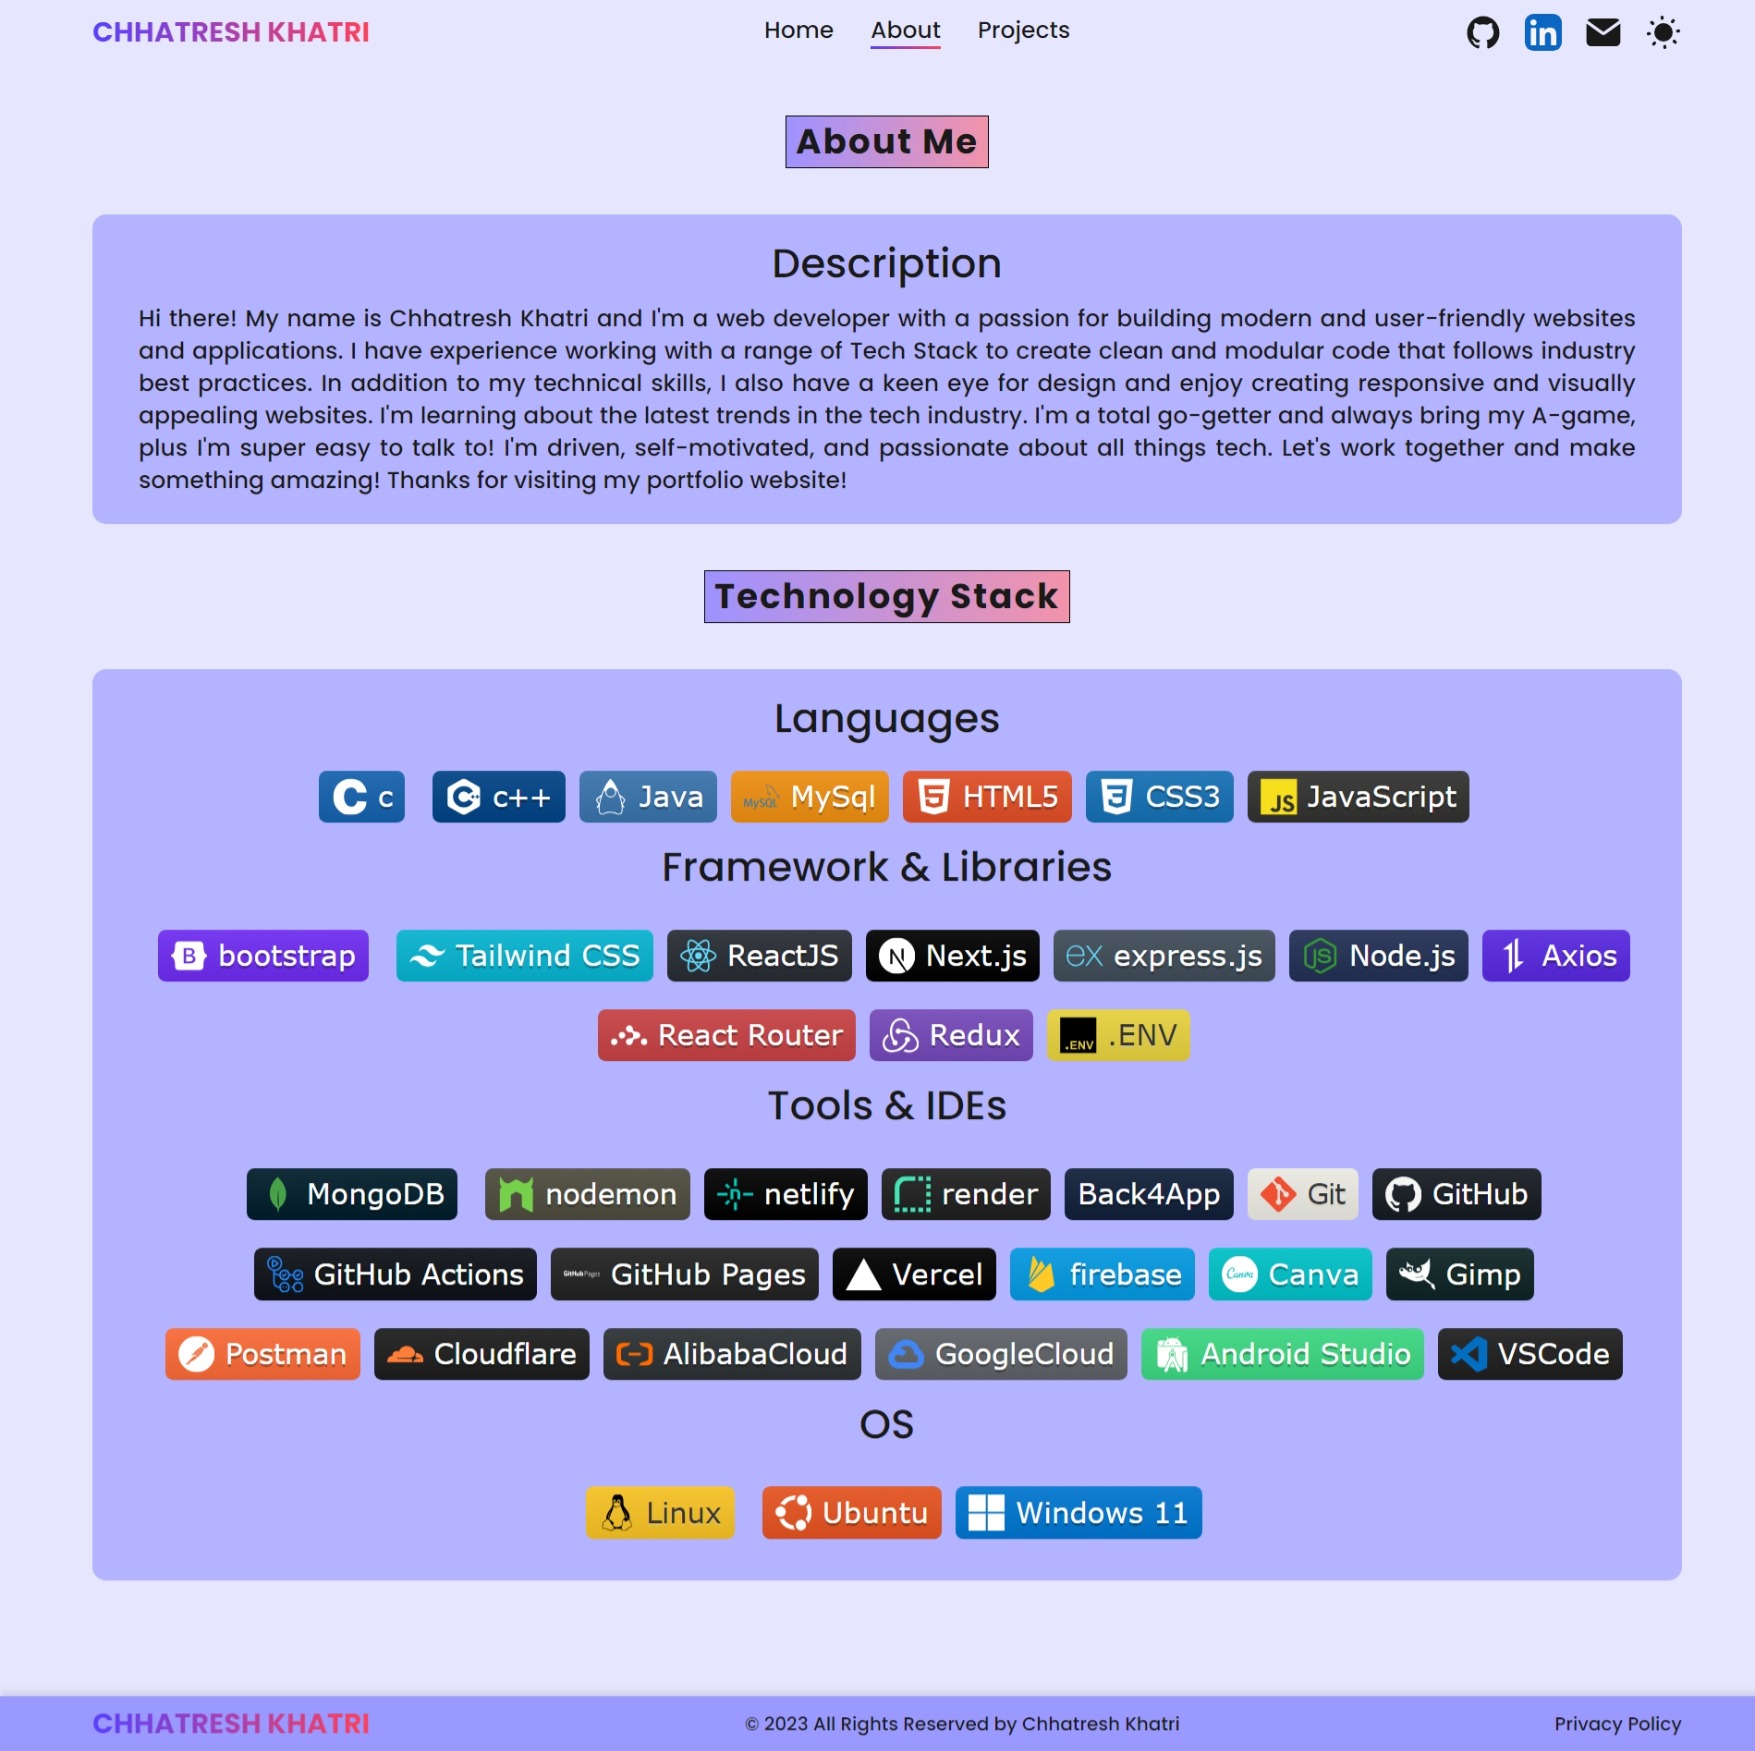 CHHATRESH KHATRI
Home About Projects
in
About Me
Description
Hi there! My name is Chhatresh Khatri and I'm a web developer with a passion for building modern and user-friendly websites
and applications. I have experience working with a range of Tech Stack to create clean and modular code that follows industry
best practices. In addition to my technical skills, I also have a keen eye for design and enjoy creating responsive and visually
appealing websites. I'm learning about the latest trends in the tech industry. I'm a total go-getter and always bring my A-game,
plus I'm super easy to talk to! I'm driven, self-motivated, and passionate about all things tech. Let's work together and make
something amazing! Thanks for visiting my portfolio website!
Technology Stack
Languages
C c C++ c++ Java MySQL MySql 5 HTML5 3 CSS3 JS JavaScript
Framework & Libraries
B bootstrap Tailwind CSS ReactJS N Next.js ex express.js JS Node.js Axios
React Router Redux .ENV .ENV
Tools & IDEs
MongoDB nodemon n netlify render Back4App Git GitHub
GitHub Actions GitHub Pages GitHub Pages Vercel firebase Canva Canva Gimp
Postman Cloudflare AlibabaCloud GoogleCloud Android Studio VSCode
OS
Linux Ubuntu Windows 11
CHHATRESH KHATRI
© 2023 All Rights Reserved by Chhatresh Khatri
Privacy Policy